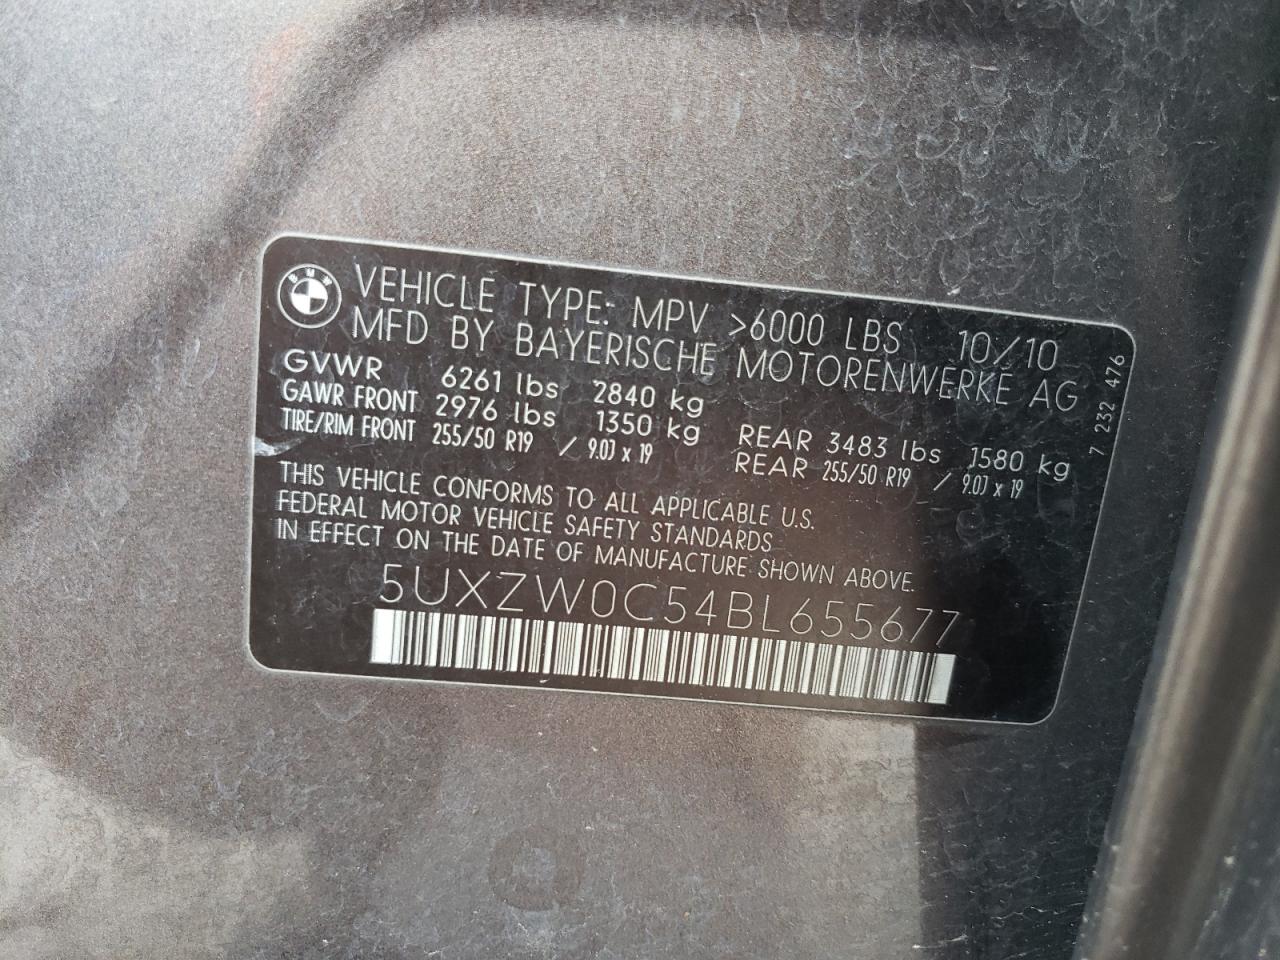 BMW
VEHICLE TYPE: MPV >6000 LBS 10/10
MFD BY BAYERISCHE MOTORENWERKE AG
GVWR 6261 lbs 2840 kg
GAWR FRONT 2976 lbs 1350 kg REAR 3483 lbs 1580 kg
TIRE/RIM FRONT 255/50 R19 / 9.0J x 19 REAR 255/50 R19 / 9.0J x 19
THIS VEHICLE CONFORMS TO ALL APPLICABLE U.S.
FEDERAL MOTOR VEHICLE SAFETY STANDARDS
IN EFFECT ON THE DATE OF MANUFACTURE SHOWN ABOVE.
5UXZW0C54BL655677
7 232 476